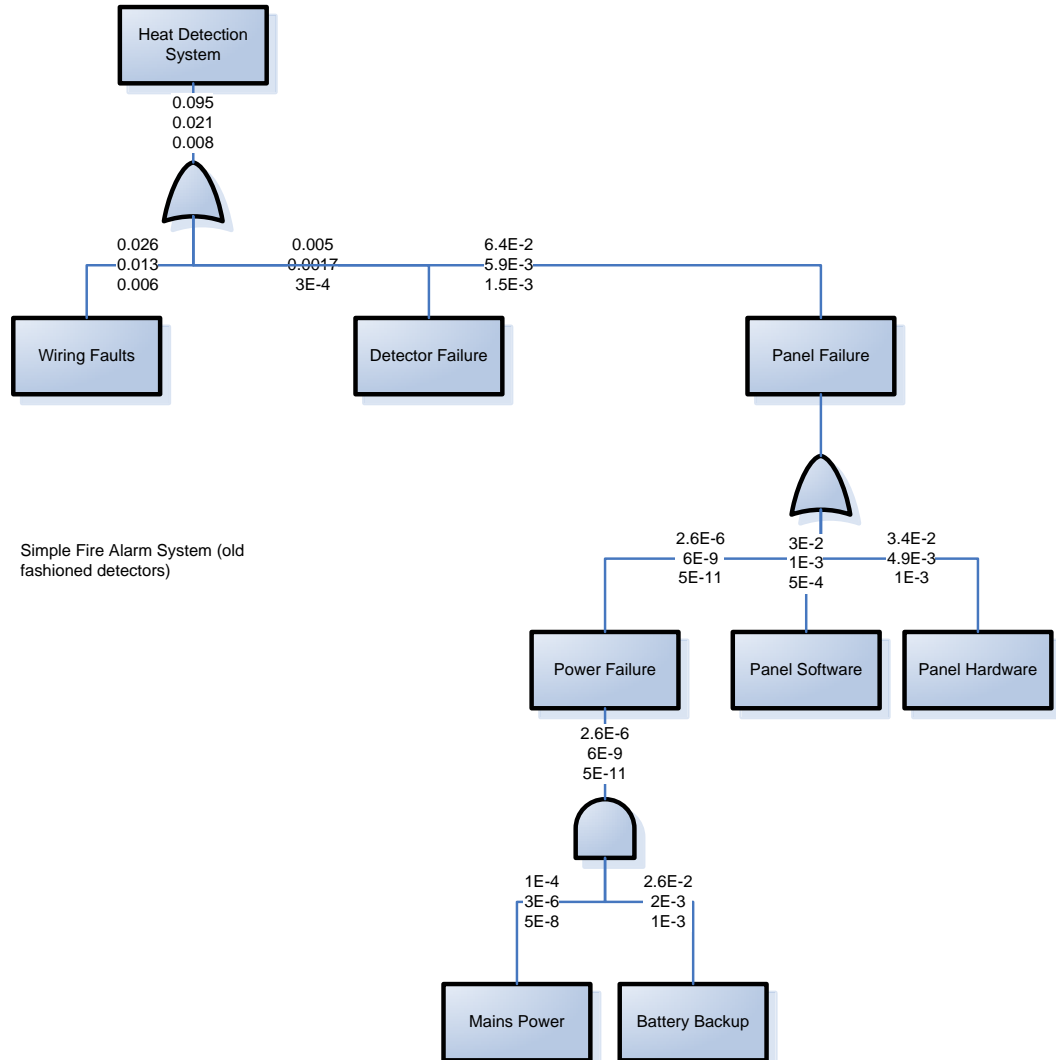 Heat Detection
System
0.095
0.021
0.008
0.026
0.013
0.006
0.005
0.0017
3E-4
6.4E-2
5.9E-3
1.5E-3
Wiring Faults
Detector Failure
Panel Failure
Simple Fire Alarm System (old
fashioned detectors)
2.6E-6
6E-9
5E-11
3E-2
1E-3
5E-4
3.4E-2
4.9E-3
1E-3
Power Failure
Panel Software
Panel Hardware
2.6E-6
6E-9
5E-11
1E-4
3E-6
5E-8
2.6E-2
2E-3
1E-3
Mains Power
Battery Backup